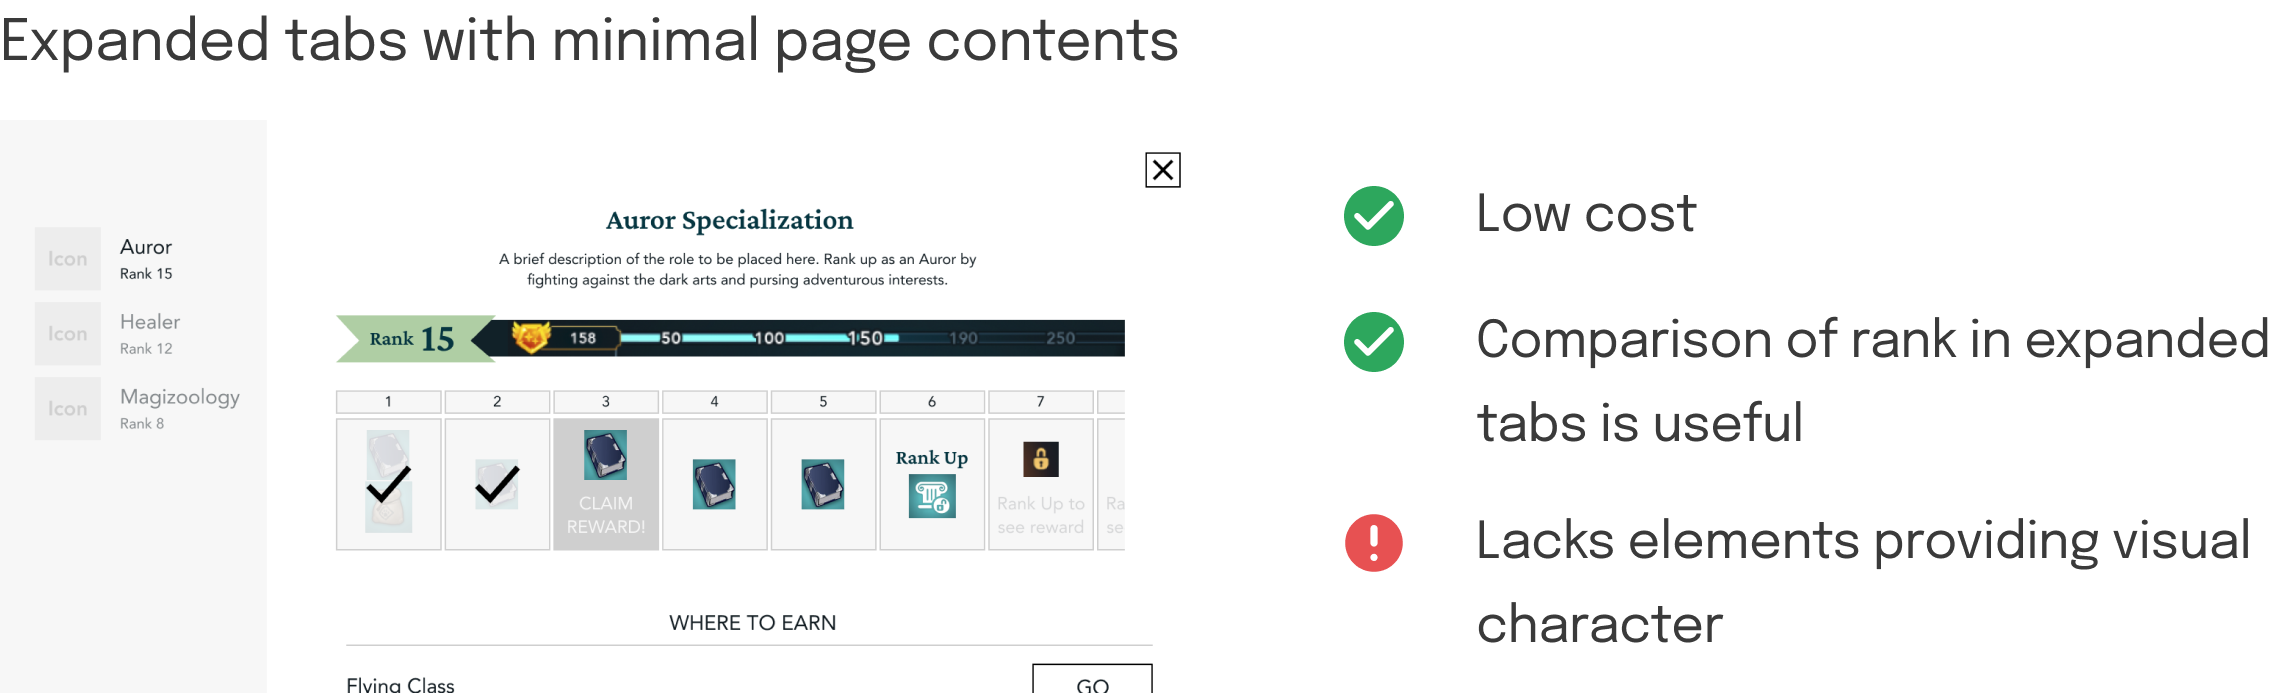 Expanded tabs with minimal page contents
Icon
Auror
Rank 15
Icon
Healer
Rank 12
Icon
Magizoology
Rank 8
Auror Specialization
A brief description of the role to be placed here. Rank up as an Auror by
fighting against the dark arts and pursing adventurous interests.
Rank 15 158 50 100 150 190 250
1 2 3 4 5 6 7
CLAIM
REWARD!
Rank Up
Rank Up to
see reward
Ra
se
WHERE TO EARN
Flying Class
GO
Low cost
Comparison of rank in expanded
tabs is useful
Lacks elements providing visual
character